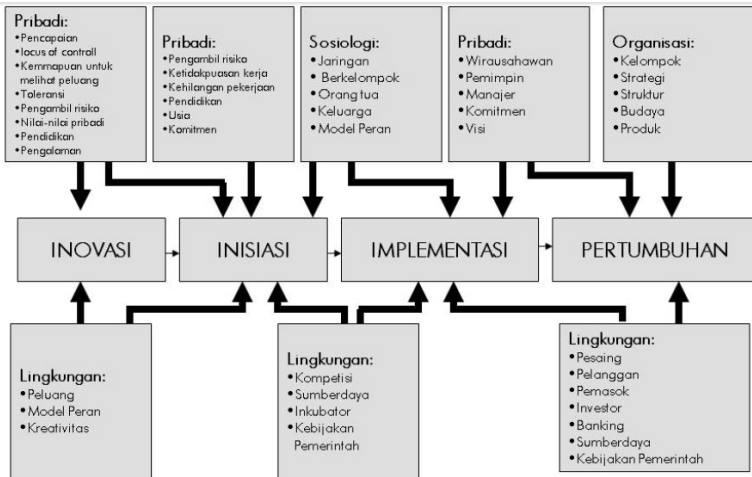 Pribadi:
•Pencapaian
•locus of controll
•Kemmapuan untuk
melihat peluang
•Toleransi
•Pengambil risiko
•Nilai-nilai pribadi
•Pendidikan
•Pengalaman
Pribadi:
•Pengambil risiko
•Ketidakpuasan kerja
•Kehilangan pekerjaan
•Pendidikan
•Usia
•Komitmen
Sosiologi:
•Jaringan
•Berkelompok
•Orang tua
•Keluarga
•Model Peran
Pribadi:
•Wirausahawan
•Pemimpin
•Manajer
•Komitmen
•Visi
Organisasi:
•Kelompok
•Strategi
•Struktur
•Budaya
•Produk
INOVASI
INISIASI
IMPLEMENTASI
PERTUMBUHAN
Lingkungan:
•Peluang
•Model Peran
•Kreativitas
Lingkungan:
•Kompetisi
•Sumberdaya
•Inkubator
•Kebijakan
Pemerintah
Lingkungan:
•Pesaing
•Pelanggan
•Pemasok
•Investor
•Banking
•Sumberdaya
•Kebijakan Pemerintah